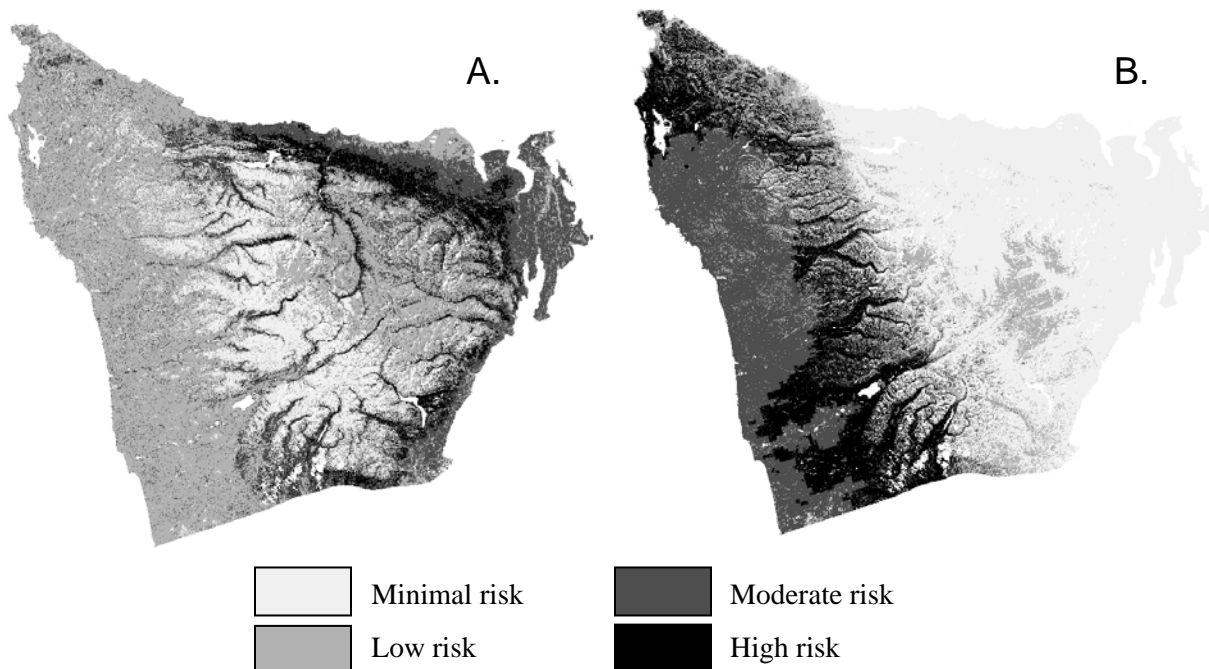 A.
B.
Minimal risk
Moderate risk
Low risk
High risk